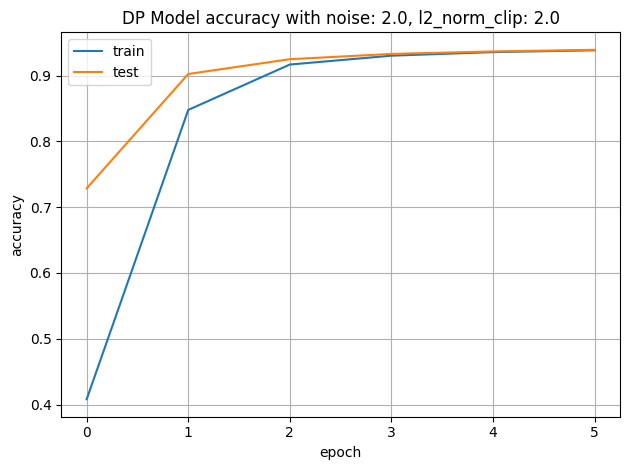 DP Model accuracy with noise: 2.0, l2_norm_clip: 2.0
train
test
0.9
0.8
0.7
0.6
0.5
0.4
accuracy
0 1 2 3 4 5
epoch